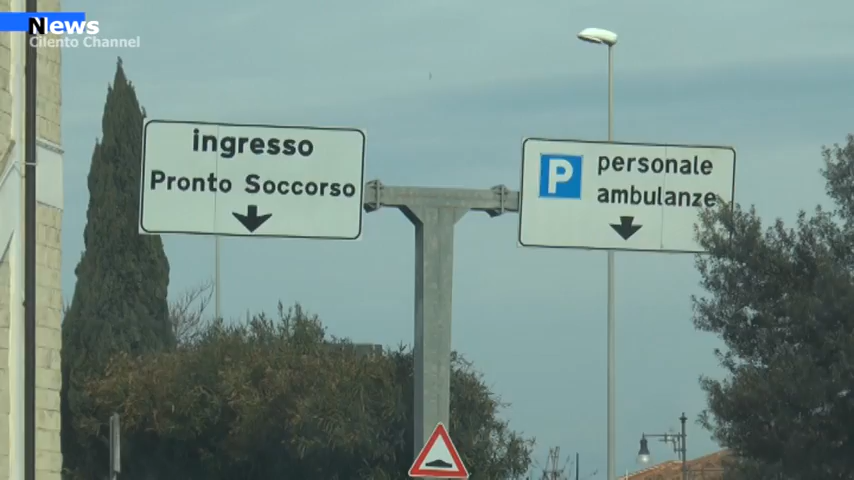 News
Cilento Channel
ingresso
Pronto Soccorso
P personale
ambulanze